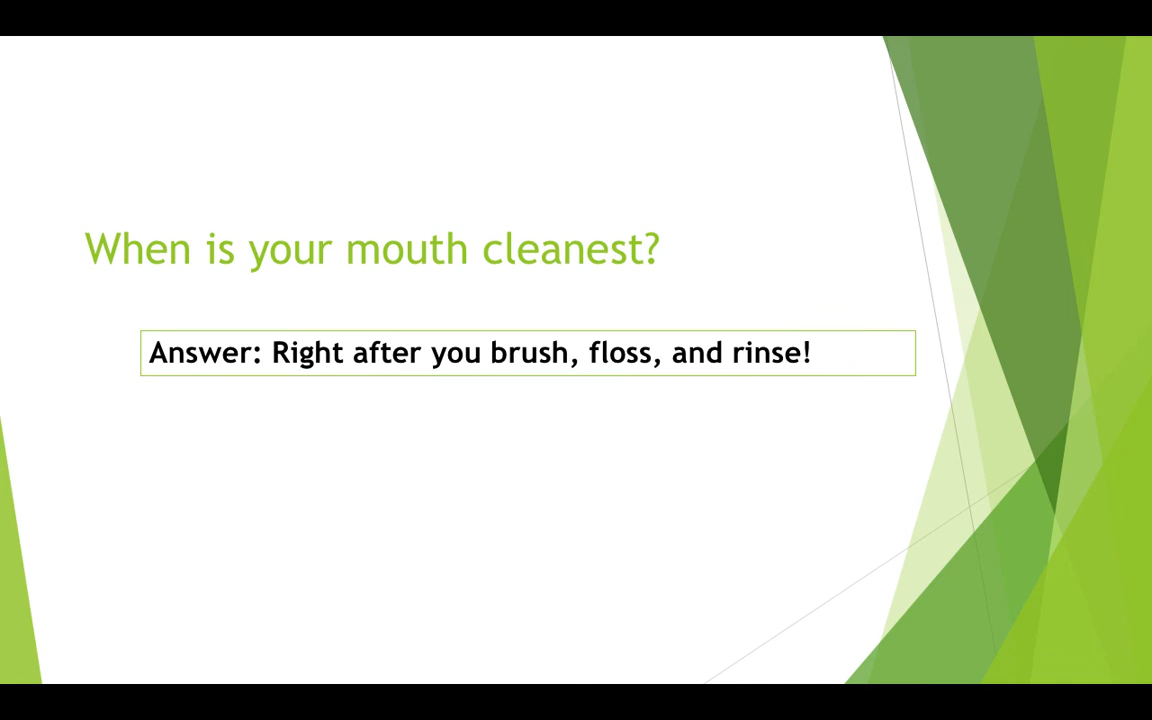 When is your mouth cleanest?
Answer: Right after you brush, floss, and rinse!